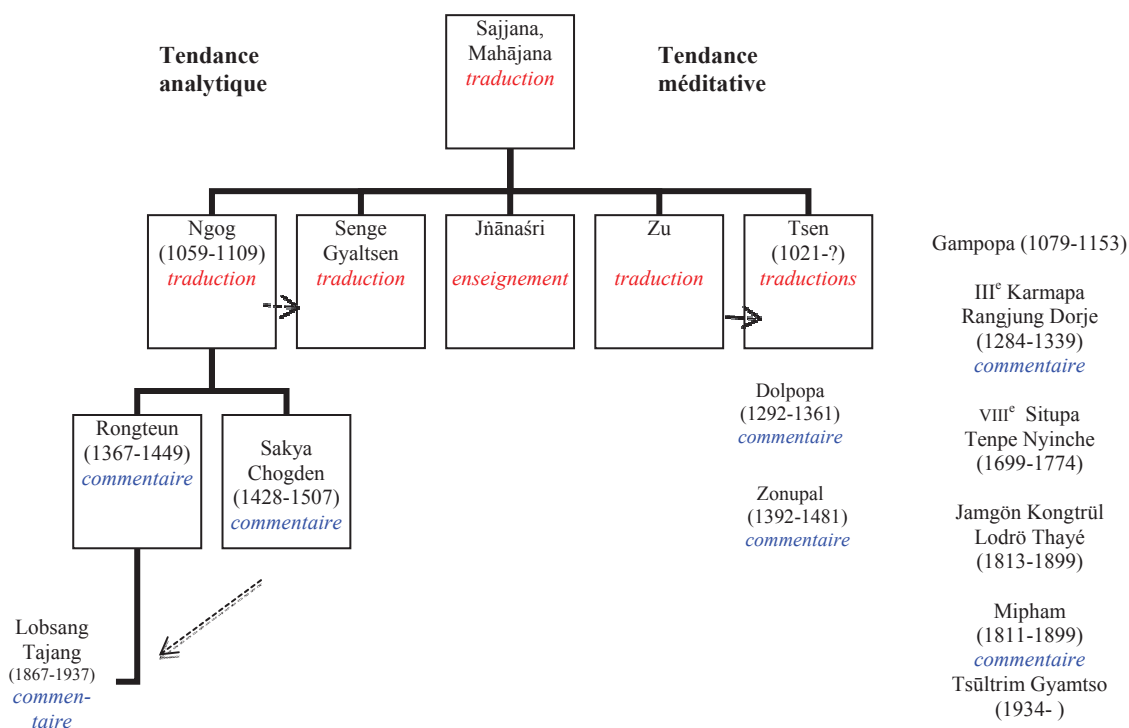 Tendance
analytique
Sajjana,
Mahājana
traduction
Tendance
méditative
Ngog
(1059-1109)
traduction
Senge
Gyaltsen
traduction
Jṅānaśri
enseignement
Zu
traduction
Tsen
(1021-?)
traductions
Gampopa (1079-1153)
IIIe Karmapa
Rangjung Dorje
(1284-1339)
commentaire
VIIIe Situpa
Tenpe Nyinche
(1699-1774)
Jamgön Kongtrül
Lodrö Thayé
(1813-1899)
Mipham
(1811-1899)
commentaire
Tsūltrim Gyamtso
(1934- )
Dolpopa
(1292-1361)
commentaire
Zonupal
(1392-1481)
commentaire
Rongteun
(1367-1449)
commentaire
Sakya
Chogden
(1428-1507)
commentaire
Lobsang
Tajang
(1867-1937)
commen-
taire